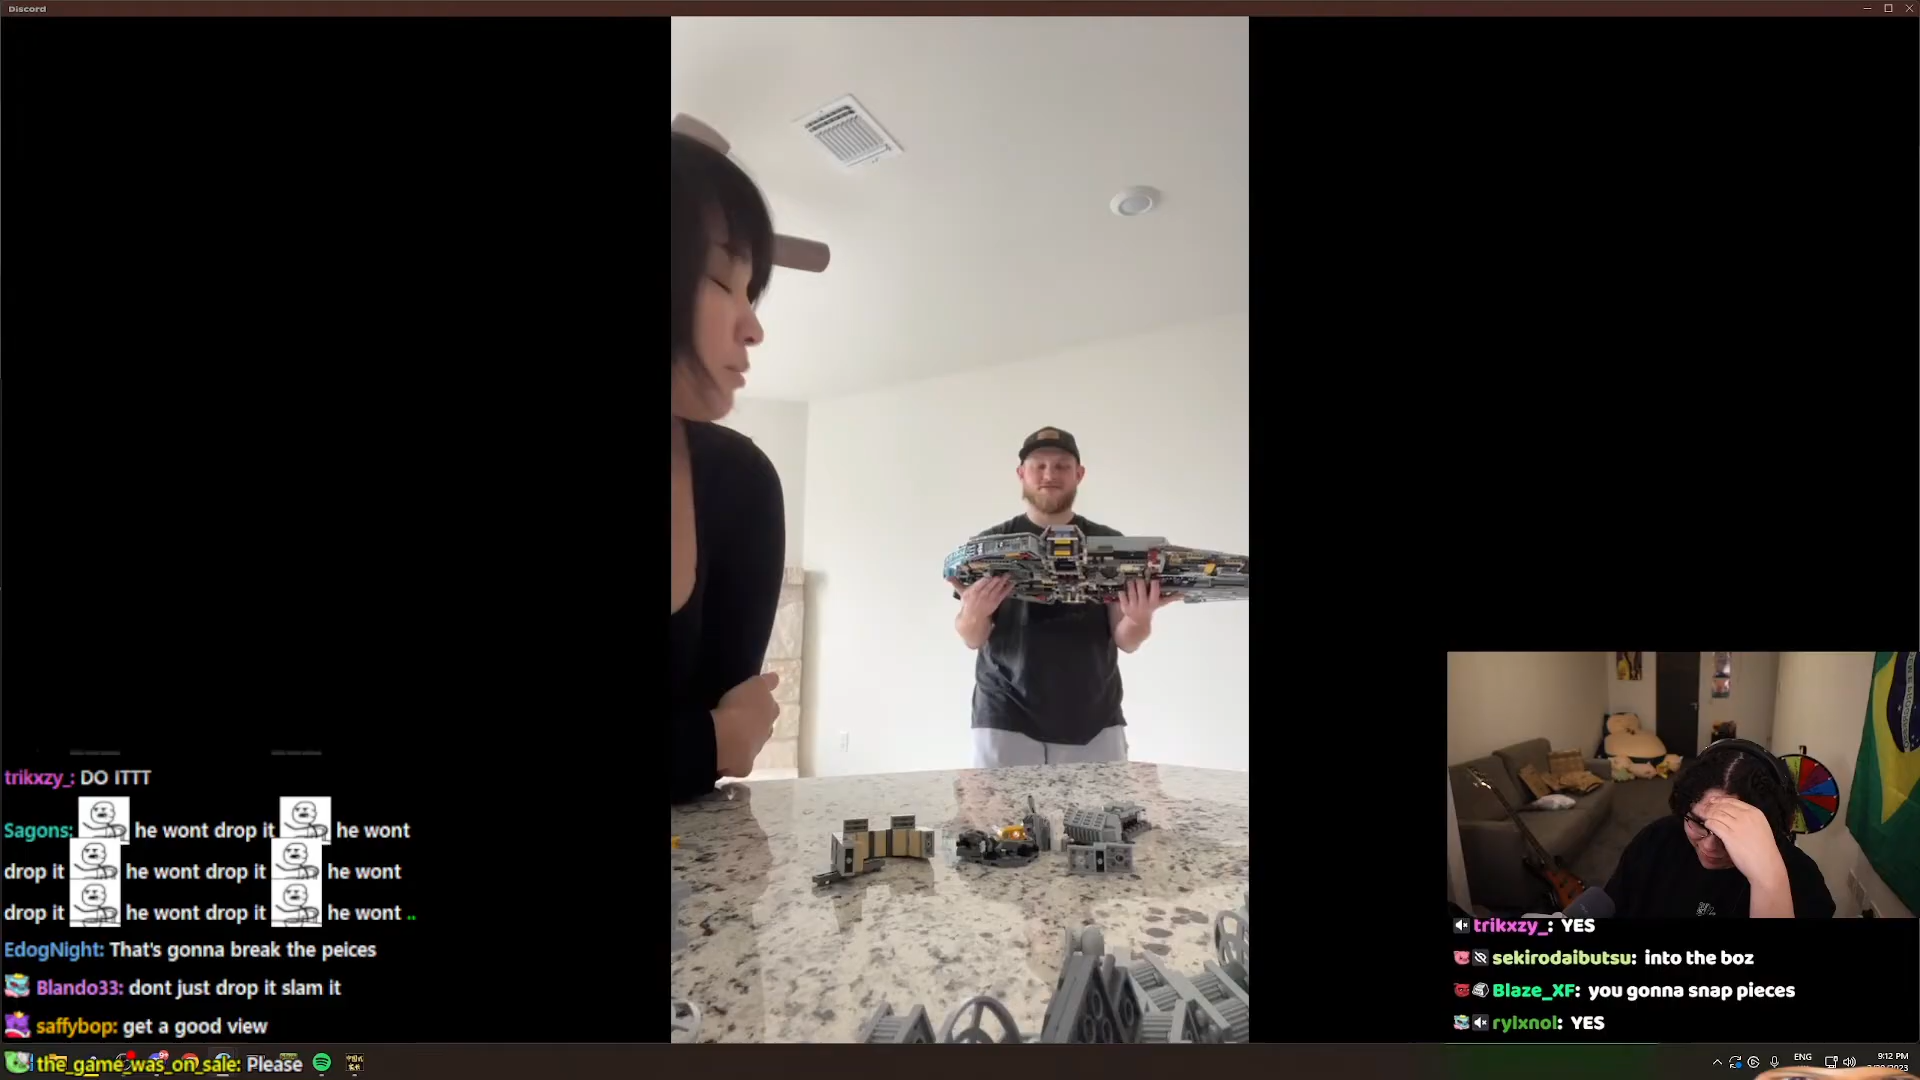 Discord
trikxzy_: DO ITTT
Sagons: he wont drop it he wont
drop it he wont drop it he wont
drop it he wont drop it he wont ..
EdogNight: That's gonna break the peices
Blando33: dont just drop it slam it
saffybop: get a good view
the_game_was_on_sale: Please
trikxzy_: YES
sekirodaibutsu: into the boz
Blaze_XF: you gonna snap pieces
rylxnol: YES
ENG
9:12 PM